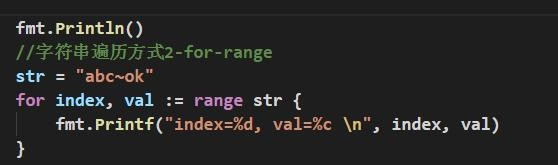 fmt.Println()
//字符串遍历方式2-for-range
str = "abc~ok"
for index, val := range str {
    fmt.Printf("index=%d, val=%c \n", index, val)
}